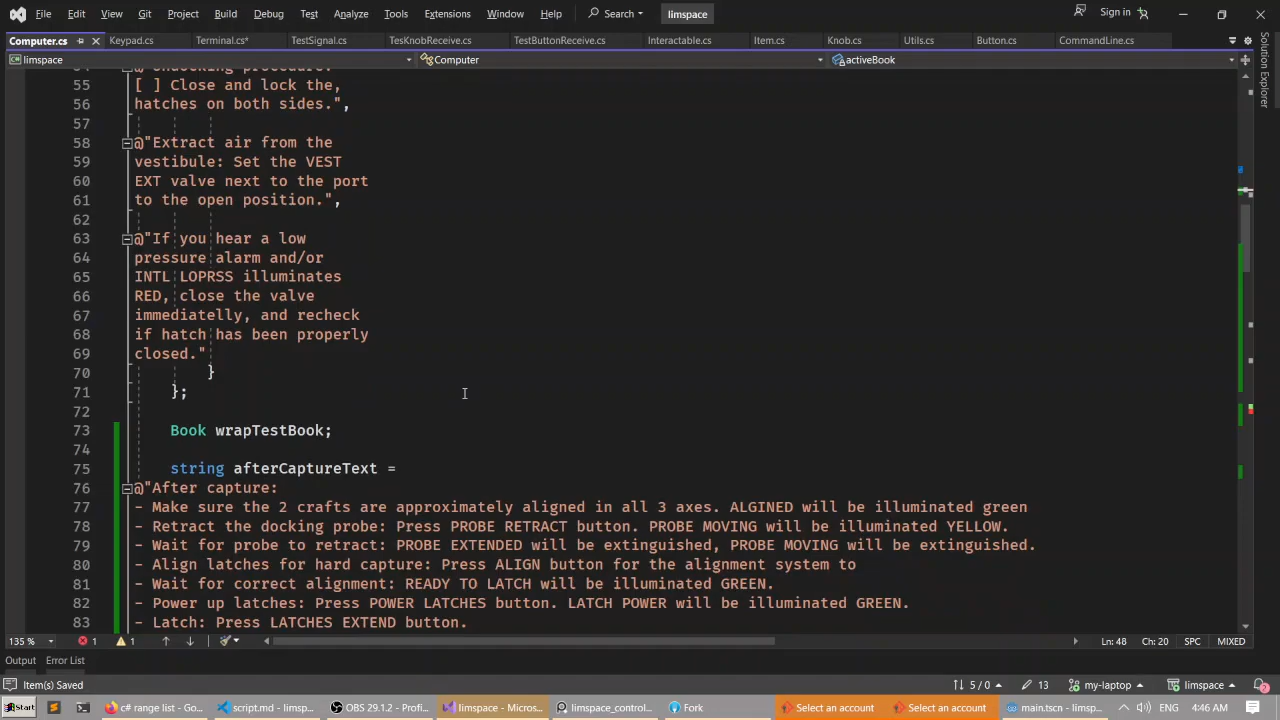 File Edit View Git Project Build Debug Test Analyze Tools Extensions Window Help Search limspace Sign in
Computer.cs Keypad.cs Terminal.cs* TestSignal.cs TesKnobReceive.cs TestButtonReceive.cs Interactable.cs Item.cs Knob.cs Utils.cs Button.cs CommandLine.cs
limspace Computer activeBook
Solution Explorer
55 [ ] Close and lock the,
56 hatches on both sides.",
57
58 @"Extract air from the
59 vestibule: Set the VEST
60 EXT valve next to the port
61 to the open position.",
62
63 @"If you hear a low
64 pressure alarm and/or
65 INTL LOPRSS illuminates
66 RED, close the valve
67 immediatelly, and recheck
68 if hatch has been properly
69 closed."
70 }
71 };
72
73 Book wrapTestBook;
74
75 string afterCaptureText =
76 @"After capture:
77 - Make sure the 2 crafts are approximately aligned in all 3 axes. ALGINED will be illuminated green
78 - Retract the docking probe: Press PROBE RETRACT button. PROBE MOVING will be illuminated YELLOW.
79 - Wait for probe to retract: PROBE EXTENDED will be extinguished, PROBE MOVING will be extinguished.
80 - Align latches for hard capture: Press ALIGN button for the alignment system to
81 - Wait for correct alignment: READY TO LATCH will be illuminated GREEN.
82 - Power up latches: Press POWER LATCHES button. LATCH POWER will be illuminated GREEN.
83 - Latch: Press LATCHES EXTEND button.
135 % 1 1 Ln: 48 Ch: 20 SPC MIXED
Output Error List
Item(s) Saved 5 / 0 13 my-laptop limspace 2
Start c# range list - Go... script.md - limsp... OBS 29.1.2 - Profi... limspace - Micros... limspace_control... Fork Select an account Select an account main.tscn - limsp... ENG 4:46 AM